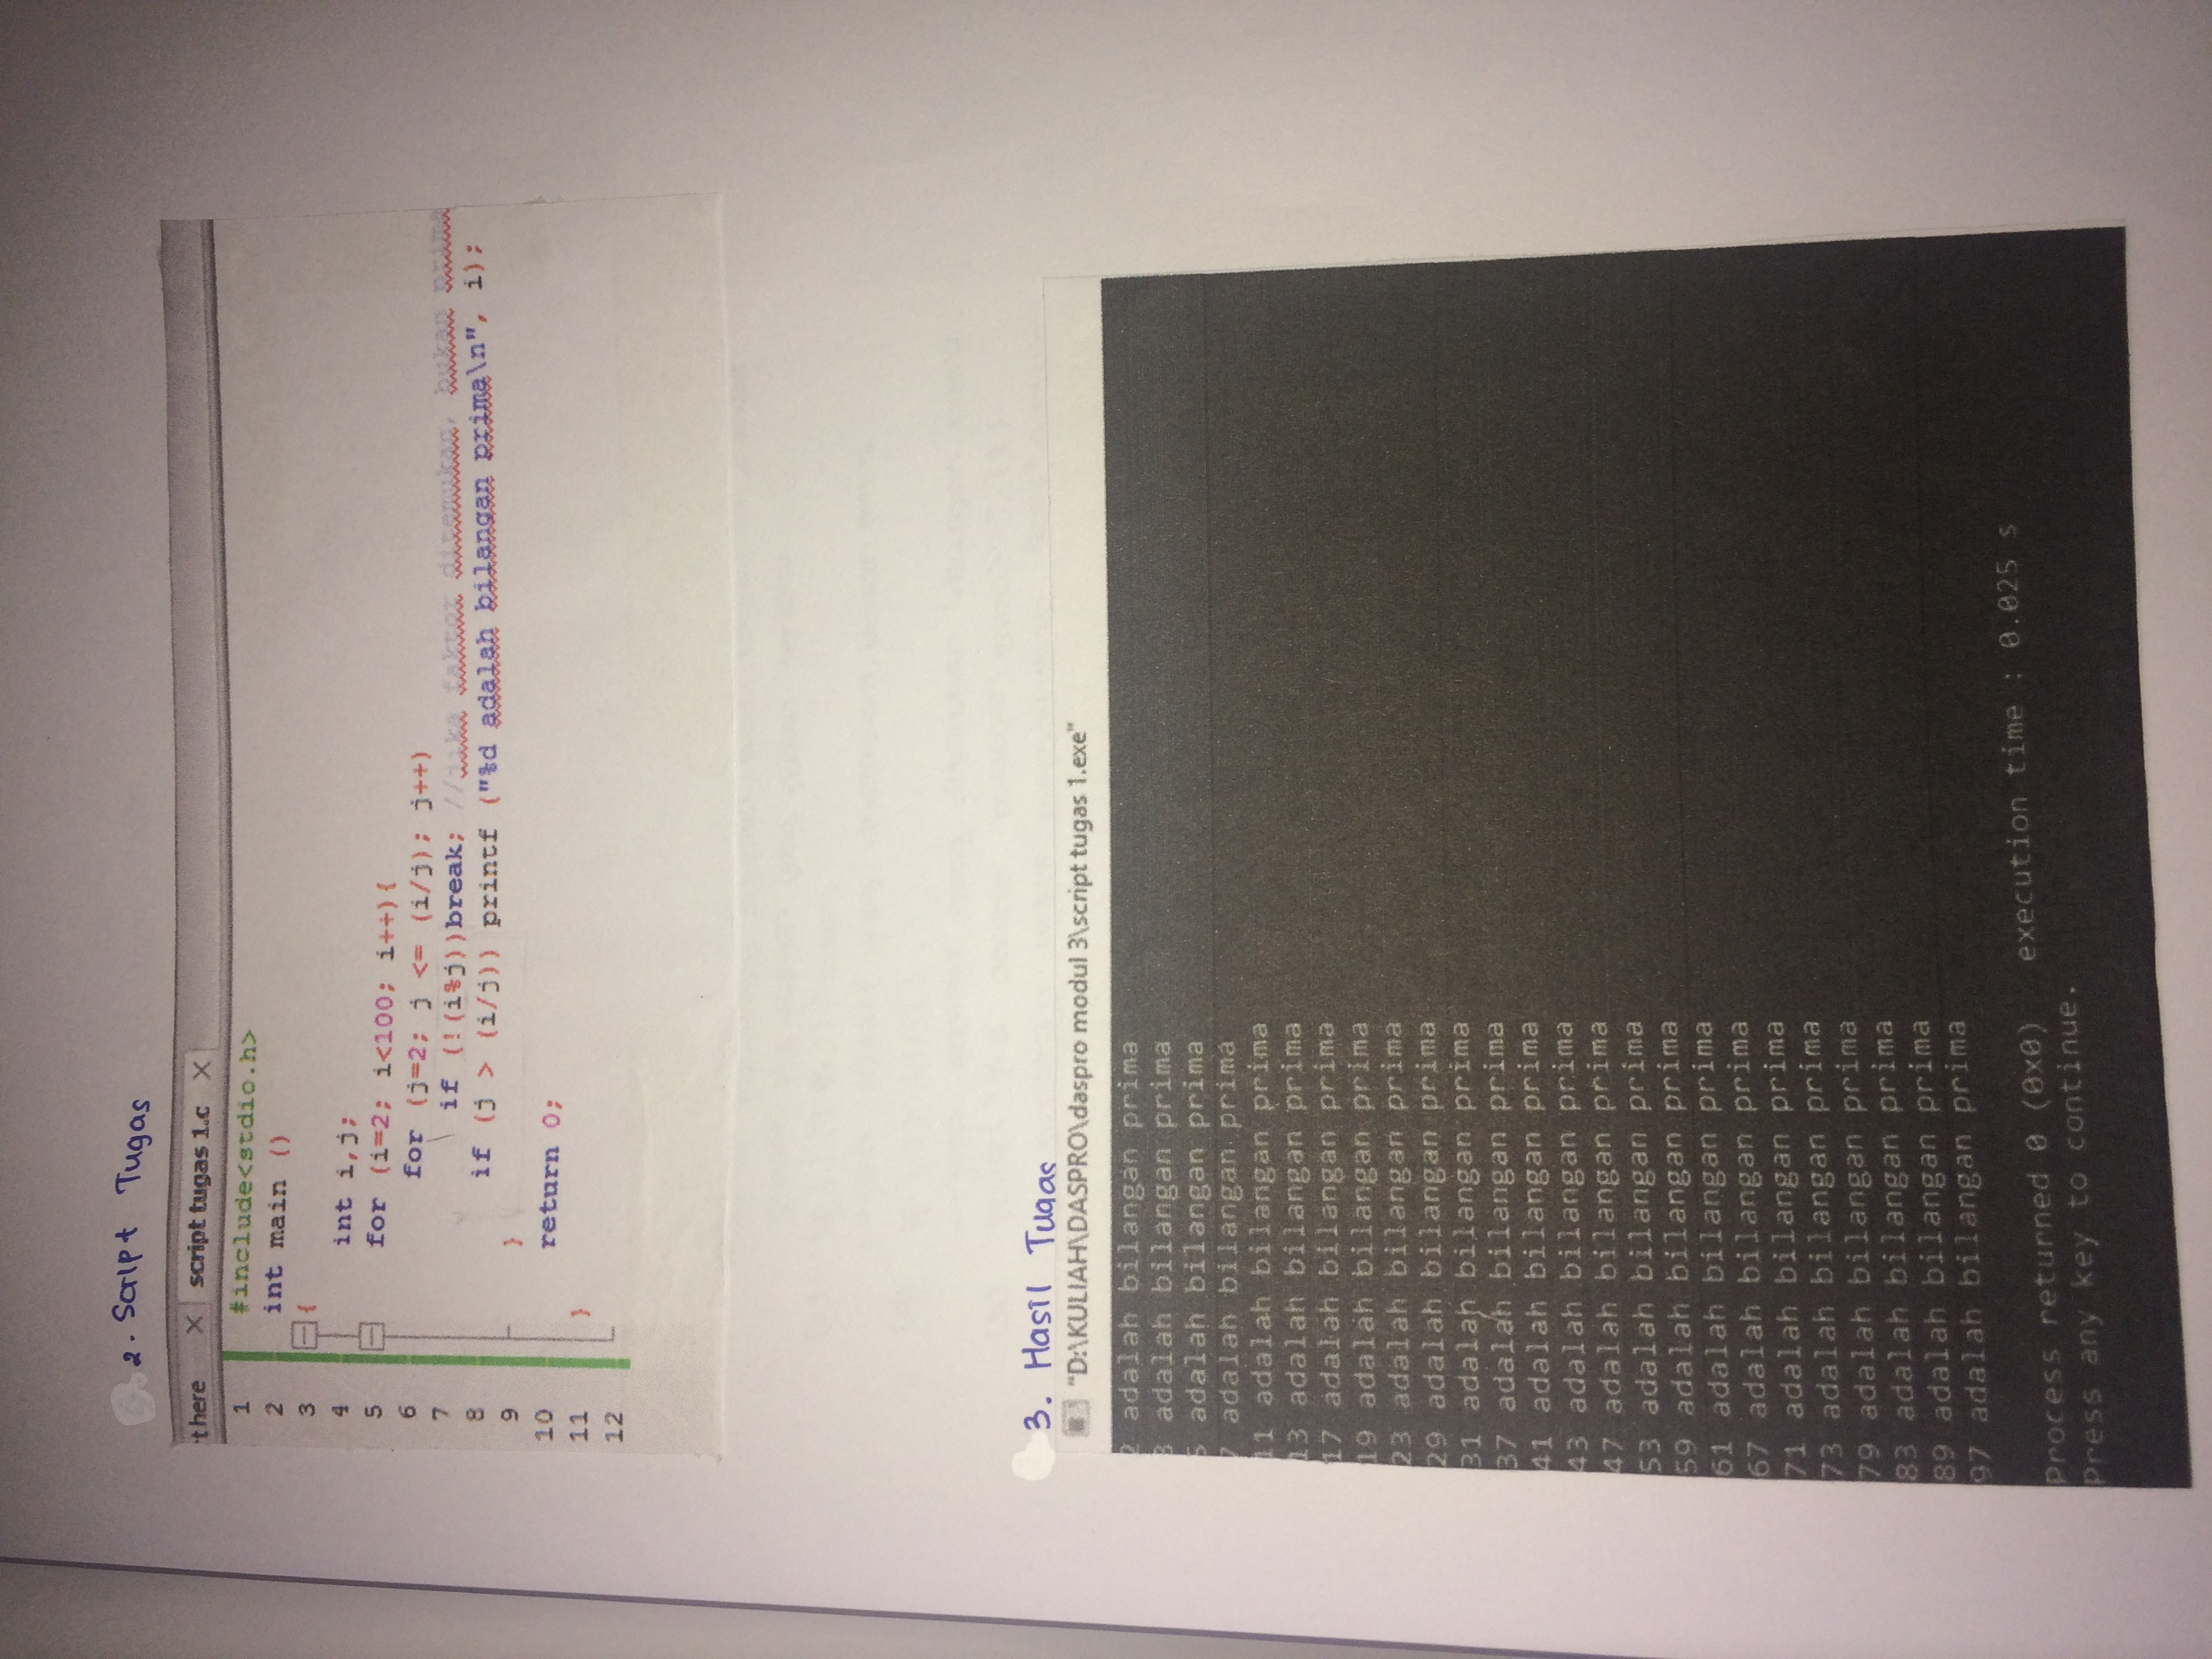 2. Script Tugas
there X script tugas 1.c X
1 #include<stdio.h>
2 int main ()
3 {
4 int i,j;
5 for (i=2; i<100; i++){
6 for (j=2; j <= (i/j); j++)
7 if (!(i%j))break; //jika faktor ditemukan, bukan prima
8 if (j > (i/j)) printf ("%d adalah bilangan prima\n", i);
9 }
10 return 0;
11 }
12
3. Hasil Tugas
"D:\KULIAH\DASPRO\daspro modul 3\script tugas 1.exe"
2 adalah bilangan prima
3 adalah bilangan prima
5 adalah bilangan prima
7 adalah bilangan prima
11 adalah bilangan prima
13 adalah bilangan prima
17 adalah bilangan prima
19 adalah bilangan prima
23 adalah bilangan prima
29 adalah bilangan prima
31 adalah bilangan prima
37 adalah bilangan prima
41 adalah bilangan prima
43 adalah bilangan prima
47 adalah bilangan prima
53 adalah bilangan prima
59 adalah bilangan prima
61 adalah bilangan prima
67 adalah bilangan prima
71 adalah bilangan prima
73 adalah bilangan prima
79 adalah bilangan prima
83 adalah bilangan prima
89 adalah bilangan prima
97 adalah bilangan prima
Process returned 0 (0x0) execution time : 0.025 s
Press any key to continue.